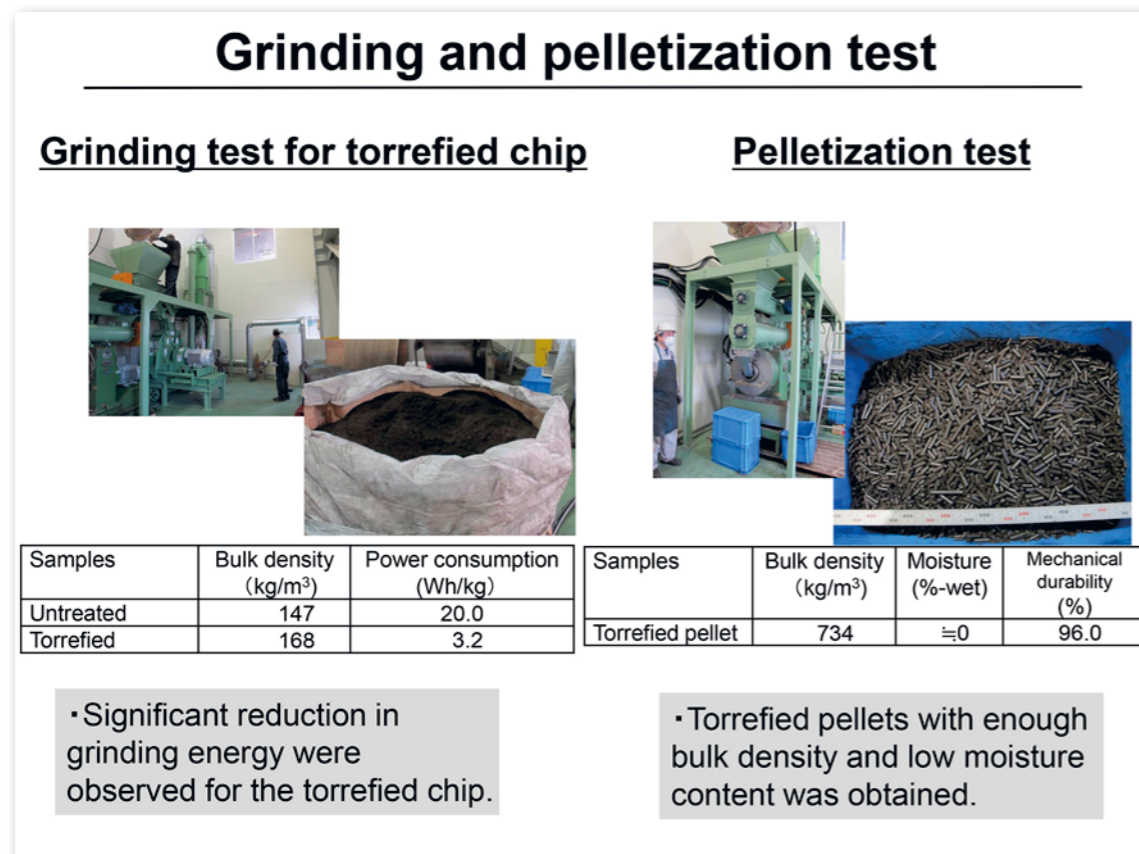 Grinding and pelletization test
Grinding test for torrefied chip
Samples Bulk density (kg/m³) Power consumption (Wh/kg)
Untreated 147 20.0
Torrefied 168 3.2
・Significant reduction in
grinding energy were
observed for the torrefied chip.
Pelletization test
Samples Bulk density (kg/m³) Moisture (%-wet) Mechanical durability (%)
Torrefied pellet 734 ≒0 96.0
・Torrefied pellets with enough
bulk density and low moisture
content was obtained.